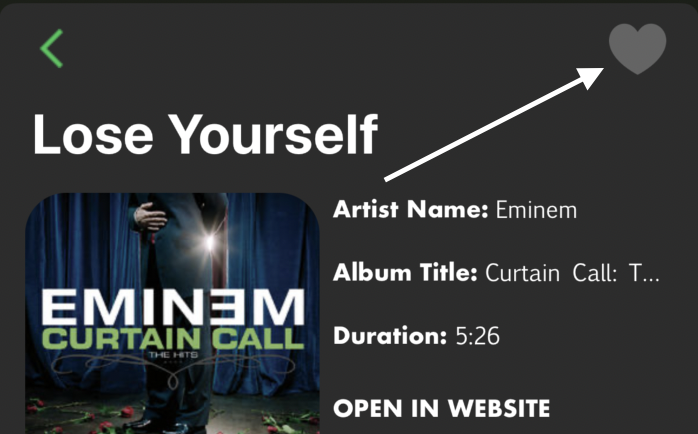 Lose Yourself
Artist Name: Eminem
Album Title: Curtain Call: T...
Duration: 5:26
OPEN IN WEBSITE
EMINƎM
CURTAIN CALL
THE HITS